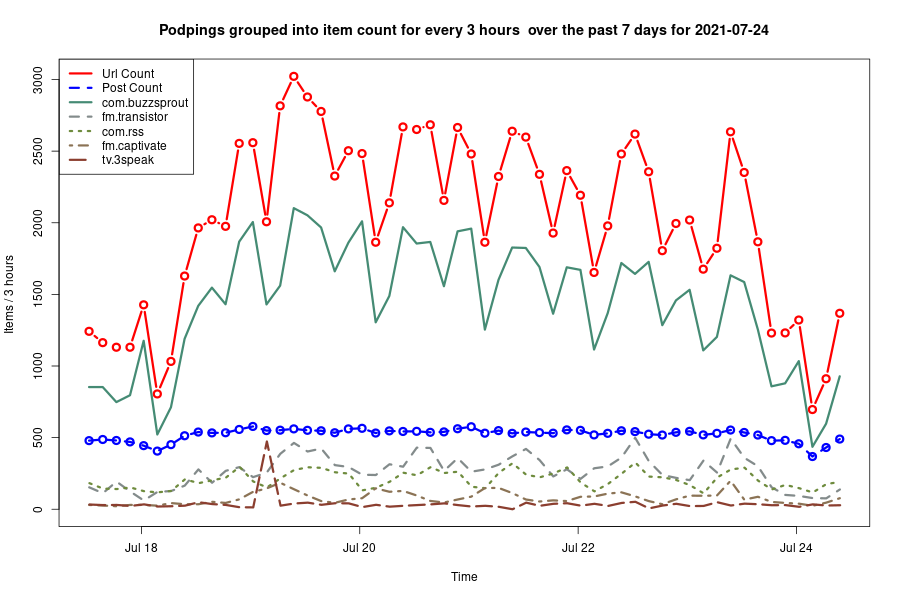 Podpings grouped into item count for every 3 hours  over the past 7 days for 2021-07-24
Url Count
Post Count
com.buzzsprout
fm.transistor
com.rss
fm.captivate
tv.3speak
Items / 3 hours
3000
2500
2000
1500
1000
500
0
Jul 18
Jul 20
Jul 22
Jul 24
Time